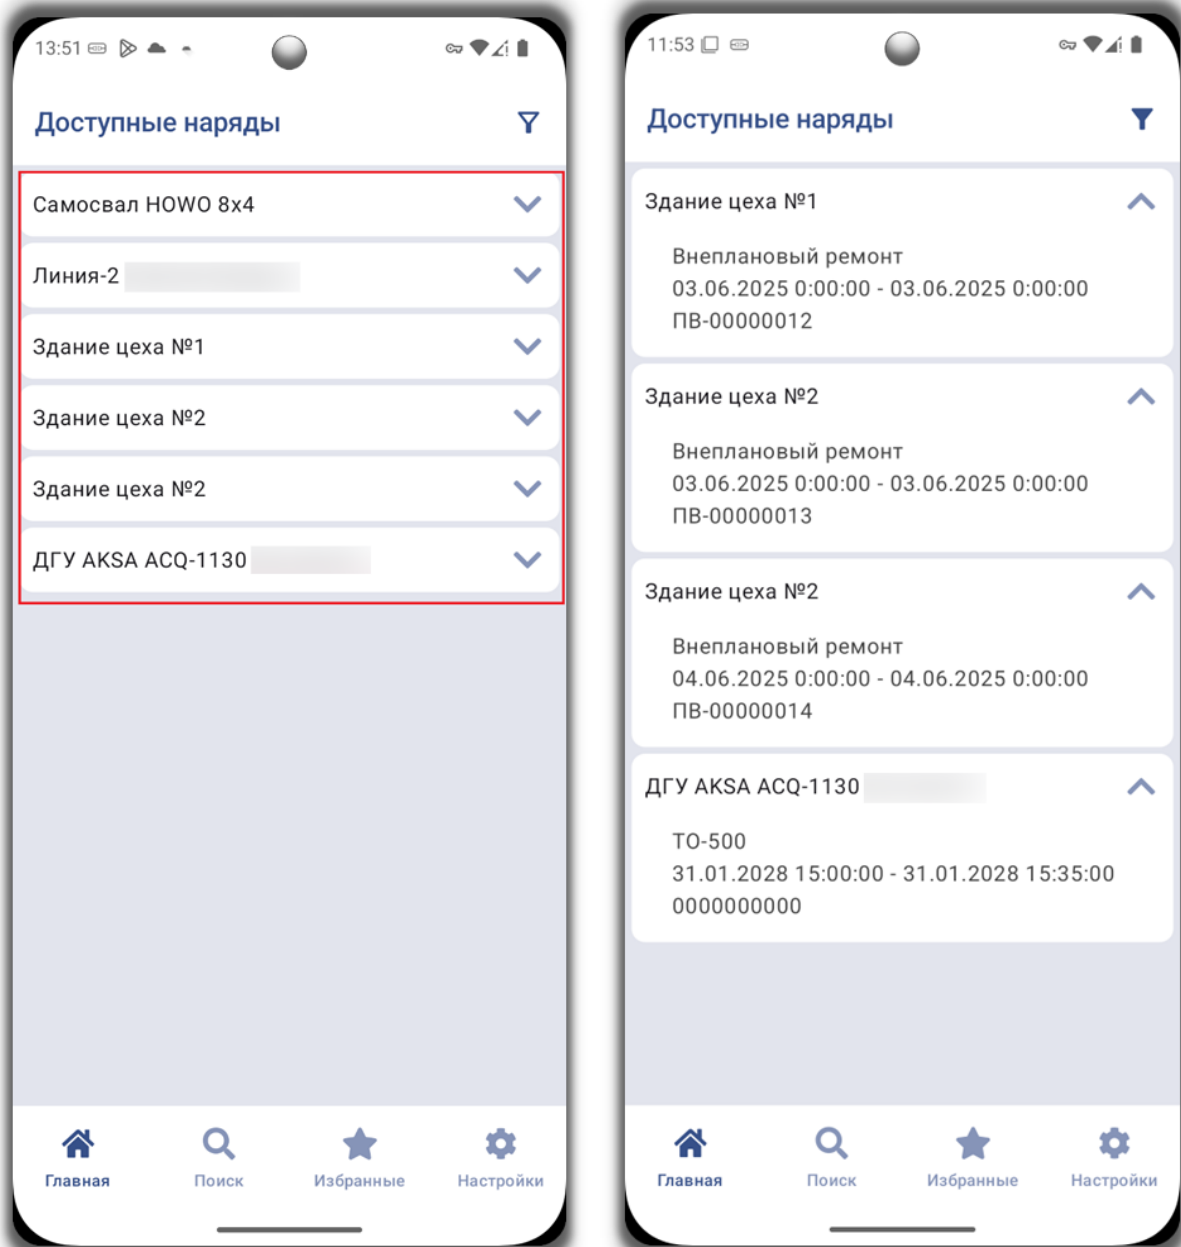 13:51
Доступные наряды
Самосвал HOWO 8x4
Линия-2
Здание цеха №1
Здание цеха №2
Здание цеха №2
ДГУ AKSA ACQ-1130
Главная
Поиск
Избранные
Настройки
11:53
Доступные наряды
Здание цеха №1
Внеплановый ремонт
03.06.2025 0:00:00 - 03.06.2025 0:00:00
ПВ-00000012
Здание цеха №2
Внеплановый ремонт
03.06.2025 0:00:00 - 03.06.2025 0:00:00
ПВ-00000013
Здание цеха №2
Внеплановый ремонт
04.06.2025 0:00:00 - 04.06.2025 0:00:00
ПВ-00000014
ДГУ AKSA ACQ-1130
ТО-500
31.01.2028 15:00:00 - 31.01.2028 15:35:00
0000000000
Главная
Поиск
Избранные
Настройки